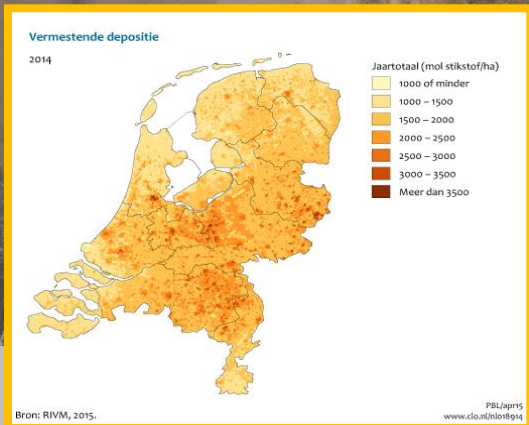 Vermestende depositie
2014
Jaartotaal (mol stikstof/ha)
1000 of minder
1000 – 1500
1500 – 2000
2000 – 2500
2500 – 3000
3000 – 3500
Meer dan 3500
Bron: RIVM, 2015.
PBL/apr15
www.clo.nl/nl018914